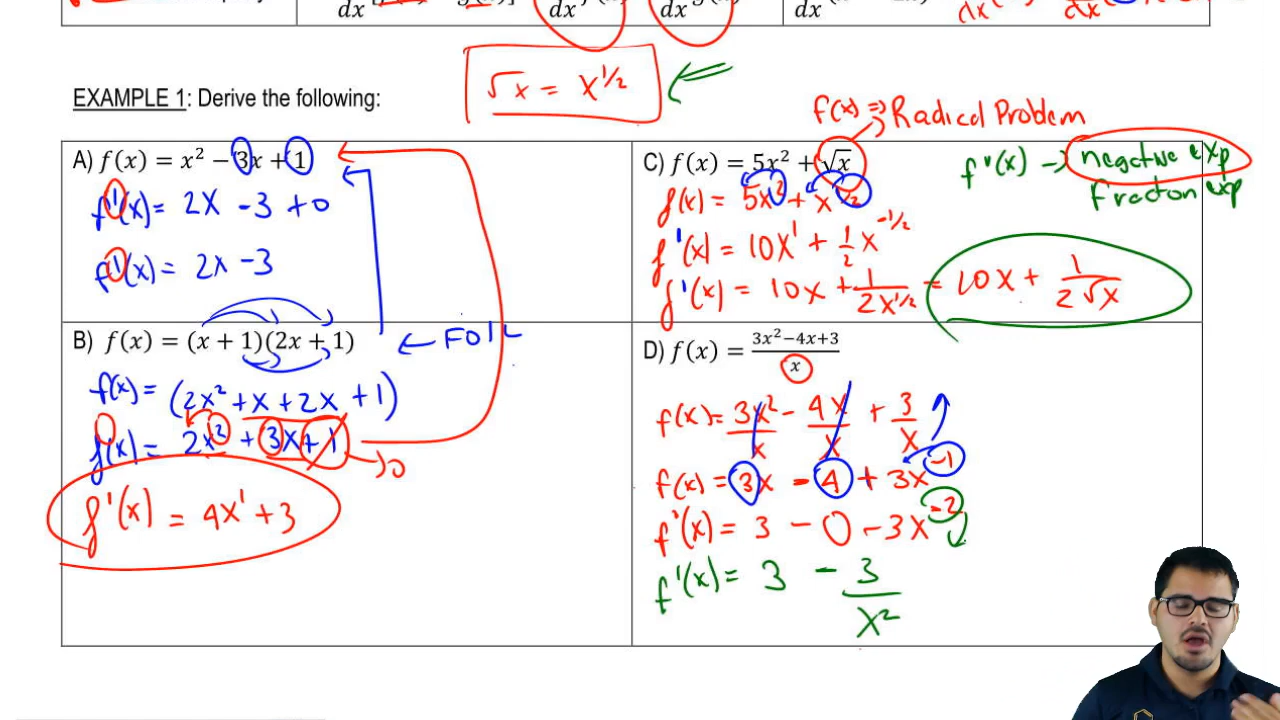 √x = x^1/2
EXAMPLE 1: Derive the following:
f(x) ⇒ Radical Problem
A) f(x) = x² − 3x + 1
f'(x) = 2x - 3 + 0
f'(x) = 2x - 3
B) f(x) = (x + 1)(2x + 1)
← FOIL
f(x) = (2x² + x + 2x + 1)
f(x) = 2x² + 3x + 1
→ 0
f'(x) = 4x' + 3
C) f(x) = 5x² + √x
f'(x) → negative exp
fraction exp
f(x) = 5x² + x^1/2
f'(x) = 10x' + 1/2 x^-1/2
f'(x) = 10x + 1/2x^1/2 = 10x + 1/2√x
D) f(x) = 3x²−4x+3/x
f(x) = 3x²/x - 4x/x + 3/x
f(x) = 3x - 4 + 3x^-1
f'(x) = 3 - 0 - 3x^-2
f'(x) = 3 - 3/x²